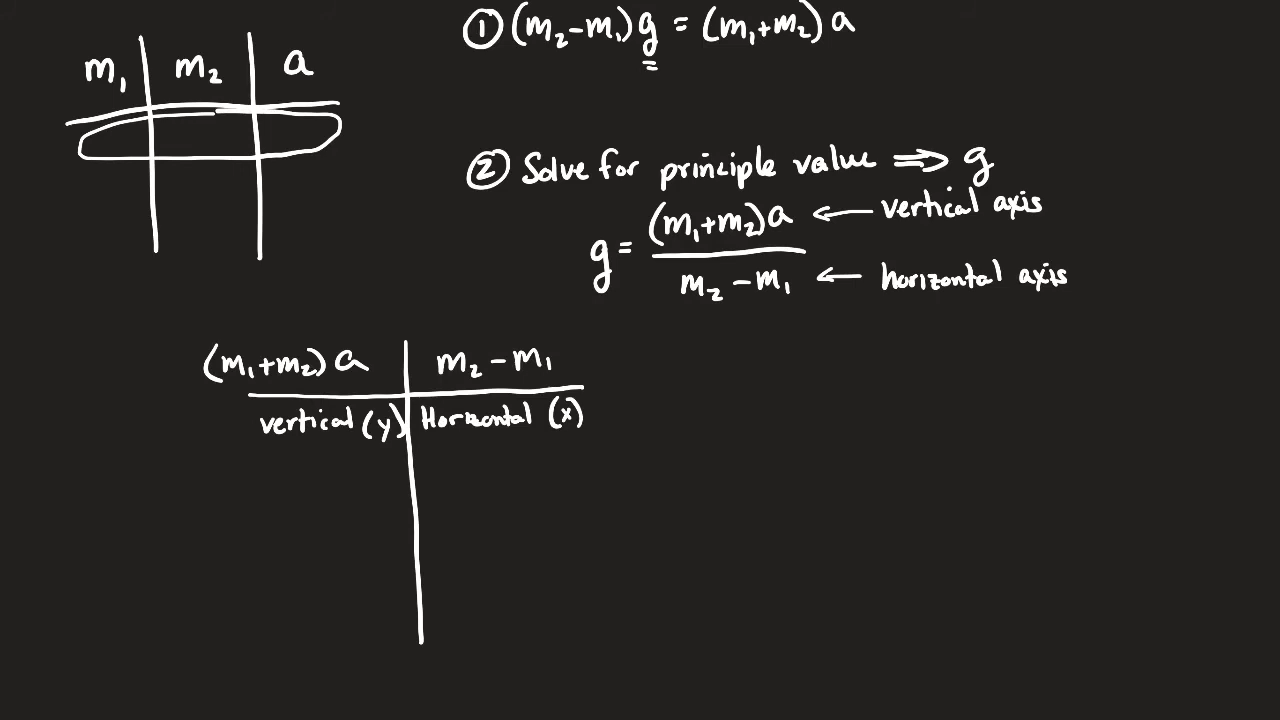 m₁ m₂ a
① (m₂-m₁)g = (m₁+m₂)a
② Solve for principle value ⇒ g
g = (m₁+m₂)a ← vertical axis
m₂-m₁ ← horizontal axis
(m₁+m₂)a m₂-m₁
vertical (y) Horizontal (x)